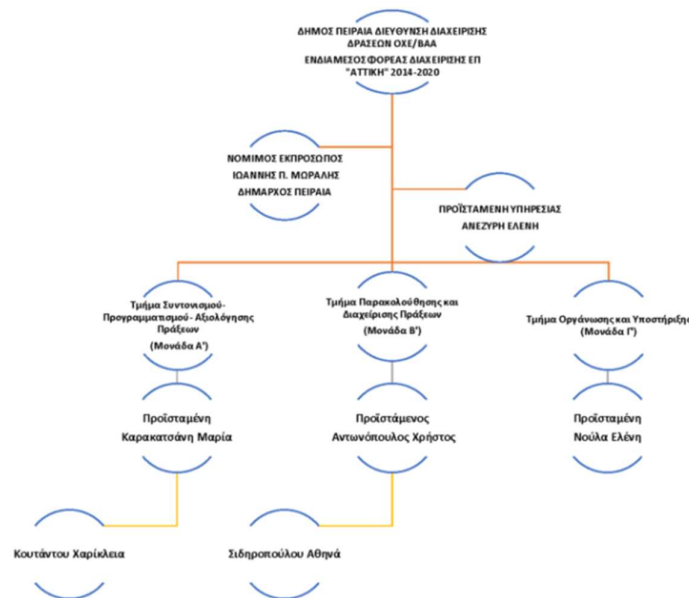 ΔΗΜΟΣ ΠΕΙΡΑΙΑ ΔΙΕΥΘΥΝΣΗ ΔΙΑΧΕΙΡΙΣΗΣ
ΔΡΑΣΕΩΝ ΟΧΕ/ΒΑΑ
ΕΝΔΙΑΜΕΣΟΣ ΦΟΡΕΑΣ ΔΙΑΧΕΙΡΙΣΗΣ ΕΠ
"ΑΤΤΙΚΗ" 2014-2020
ΝΟΜΙΜΟΣ ΕΚΠΡΟΣΩΠΟΣ
ΙΩΑΝΝΗΣ Π. ΜΩΡΑΛΗΣ
ΔΗΜΑΡΧΟΣ ΠΕΙΡΑΙΑ
ΠΡΟΪΣΤΑΜΕΝΗ ΥΠΗΡΕΣΙΑΣ
ΑΝΕΖΥΡΗ ΕΛΕΝΗ
Τμήμα Συντονισμού-
Προγραμματισμού- Αξιολόγησης
Πράξεων
(Μονάδα Α')
Τμήμα Παρακολούθησης και
Διαχείρισης Πράξεων
(Μονάδα Β')
Τμήμα Οργάνωσης και Υποστήριξης
(Μονάδα Γ')
Προϊσταμένη
Καρακατσάνη Μαρία
Προϊστάμενος
Αντωνόπουλος Χρήστος
Προϊσταμένη
Νούλα Ελένη
Κουτάντου Χαρίκλεια
Σιδηροπούλου Αθηνά